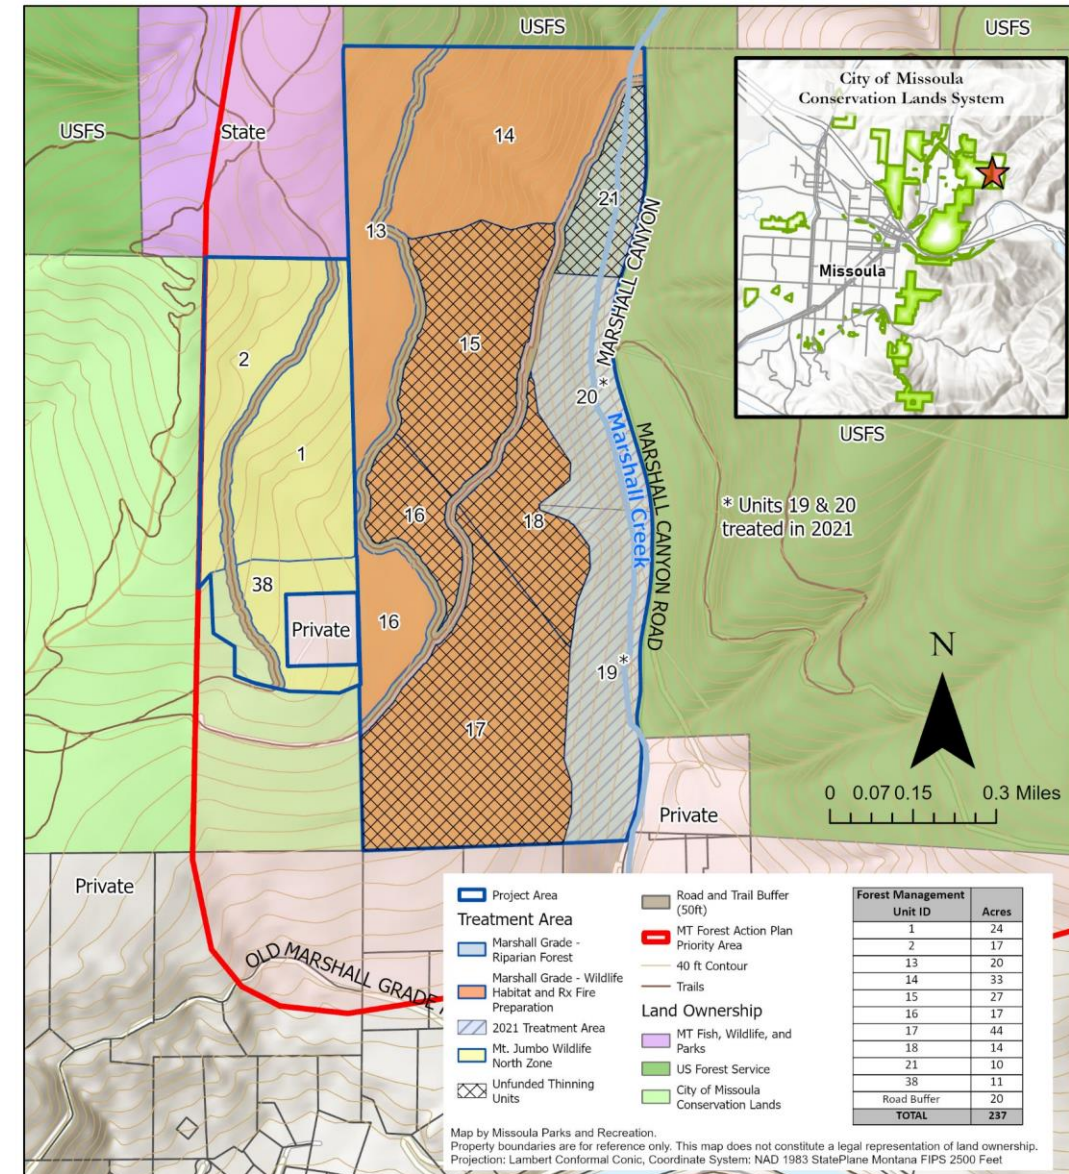 USFS
USFS
USFS
State
City of Missoula
Conservation Lands System
Missoula
14
21
13
MARSHALL CANYON
15
2
20 *
1
Marshall Creek
MARSHALL CANYON ROAD
USFS
* Units 19 & 20
treated in 2021
16
18
38
Private
16
19 *
N
17
0 0.07 0.15 0.3 Miles
Private
Private
OLD MARSHALL GRADE
Project Area
Treatment Area
Marshall Grade -
Riparian Forest
Marshall Grade - Wildlife
Habitat and Rx Fire
Preparation
2021 Treatment Area
Mt. Jumbo Wildlife
North Zone
Unfunded Thinning
Units
Road and Trail Buffer
(50ft)
MT Forest Action Plan
Priority Area
40 ft Contour
Trails
Land Ownership
MT Fish, Wildlife, and
Parks
US Forest Service
City of Missoula
Conservation Lands
Forest Management
Unit ID Acres
1 24
2 17
13 20
14 33
15 27
16 17
17 44
18 14
21 10
38 11
Road Buffer 20
TOTAL 237
Map by Missoula Parks and Recreation.
Property boundaries are for reference only. This map does not constitute a legal representation of land ownership.
Projection: Lambert Conformal Conic, Coordinate System: NAD 1983 StatePlane Montana FIPS 2500 Feet